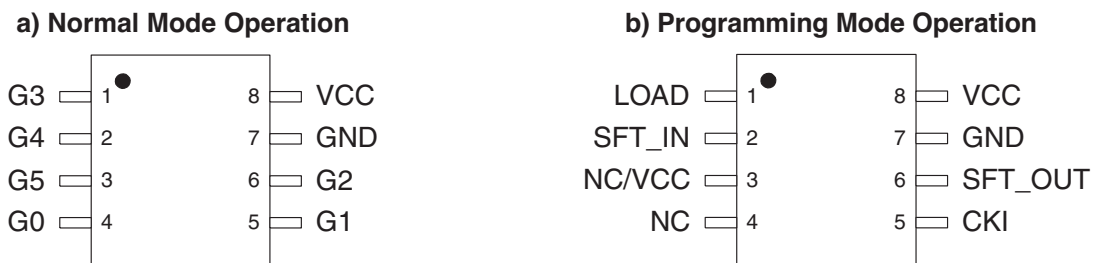 a) Normal Mode Operation
G3 1 8 VCC
G4 2 7 GND
G5 3 6 G2
G0 4 5 G1
b) Programming Mode Operation
LOAD 1 8 VCC
SFT_IN 2 7 GND
NC/VCC 3 6 SFT_OUT
NC 4 5 CKI